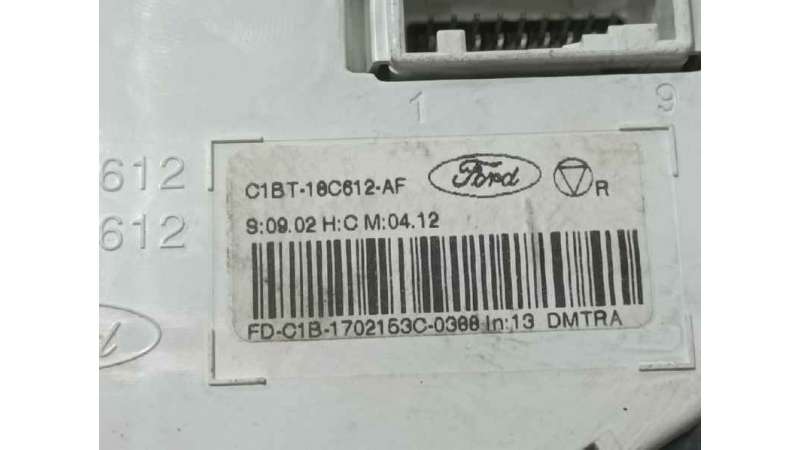 1 9
612
612
C1BT-18C612-AF Ford R
S:09.02 H:C M:04.12
FD-C1B-1702153C-0366 In:13 DMTRA